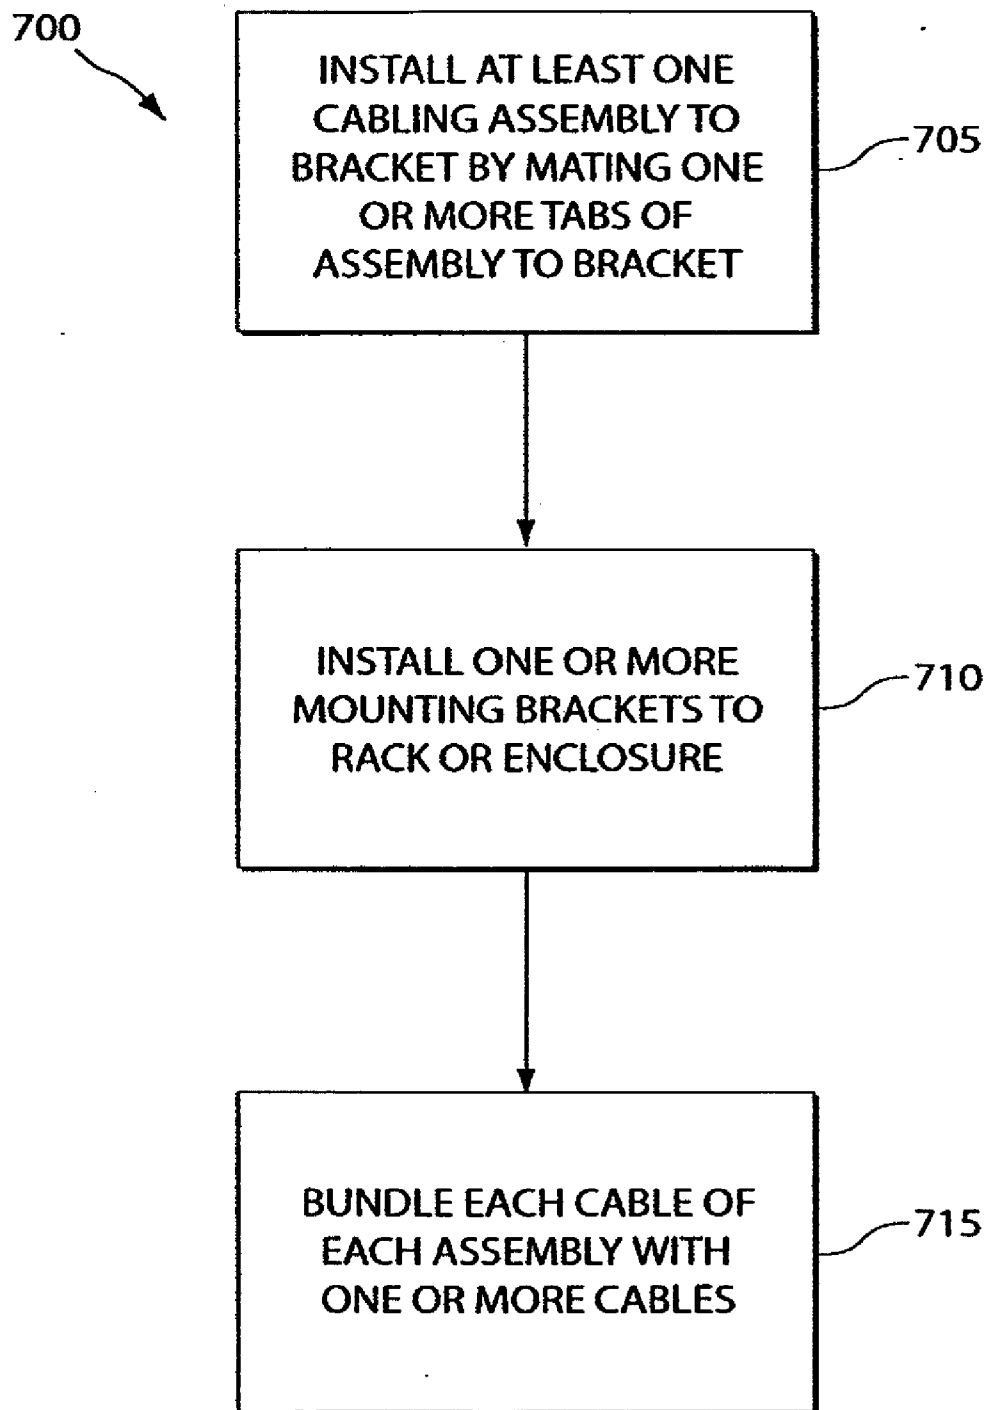 700
INSTALL AT LEAST ONE
CABLING ASSEMBLY TO
BRACKET BY MATING ONE
OR MORE TABS OF
ASSEMBLY TO BRACKET
705
INSTALL ONE OR MORE
MOUNTING BRACKETS TO
RACK OR ENCLOSURE
710
BUNDLE EACH CABLE OF
EACH ASSEMBLY WITH
ONE OR MORE CABLES
715